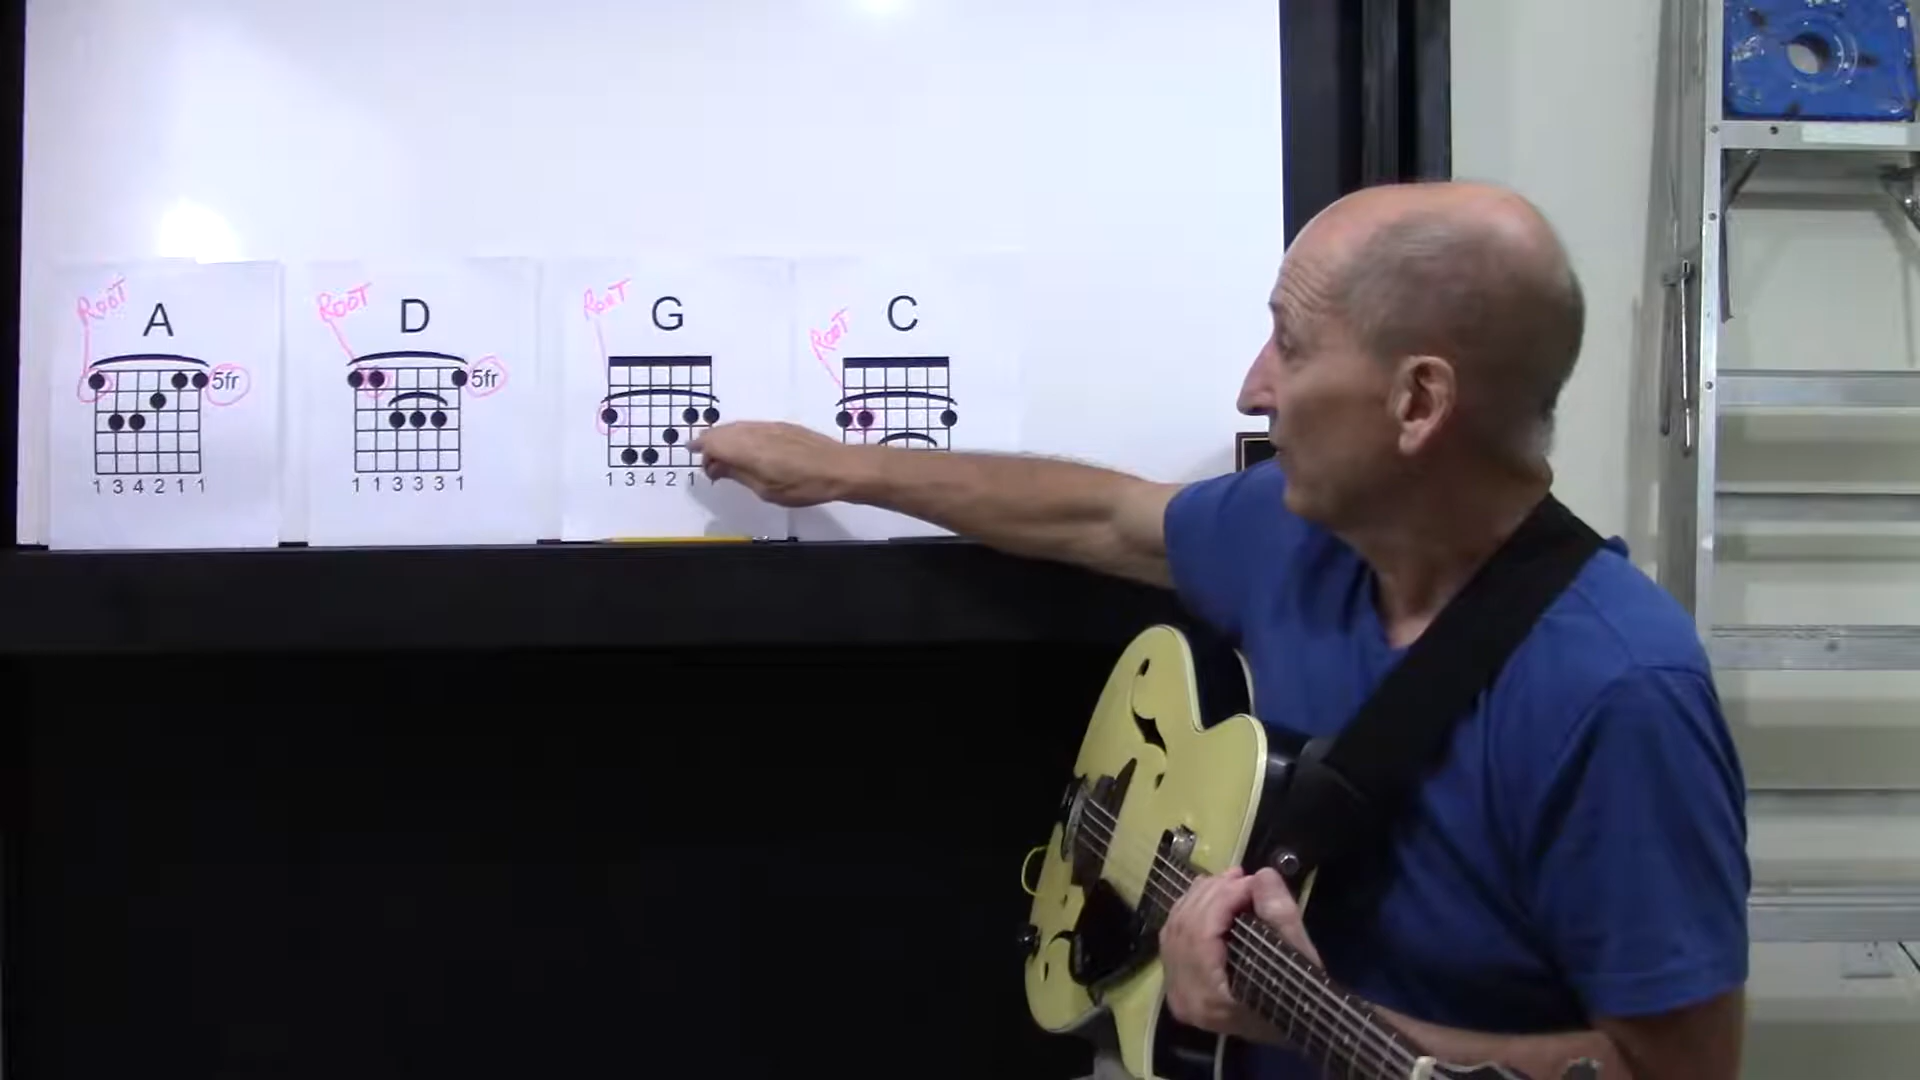 ROOT
A
5fr
1 3 4 2 1 1
ROOT
D
5fr
1 1 3 3 3 1
ROOT
G
1 3 4 2 1
ROOT
C